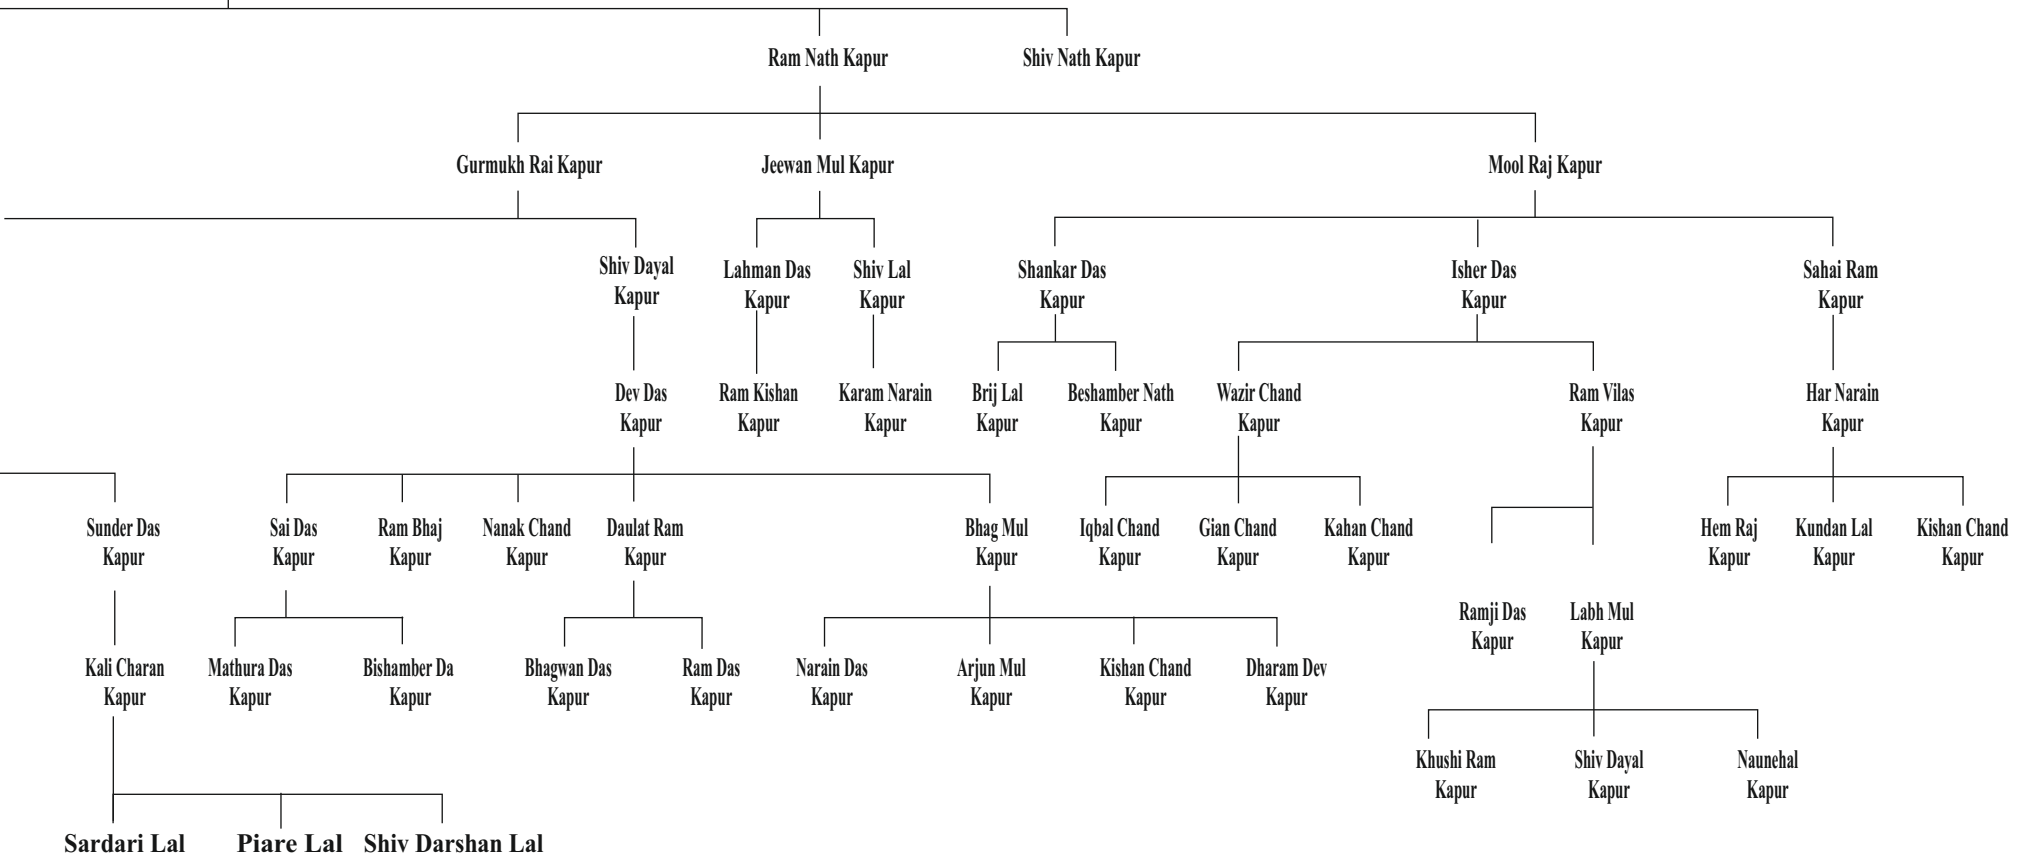 Ram Nath Kapur
Shiv Nath Kapur
Gurmukh Rai Kapur
Jeewan Mul Kapur
Mool Raj Kapur
Shiv Dayal
Kapur
Lahman Das
Kapur
Shiv Lal
Kapur
Shankar Das
Kapur
Isher Das
Kapur
Sahai Ram
Kapur
Dev Das
Kapur
Ram Kishan
Kapur
Karam Narain
Kapur
Brij Lal
Kapur
Beshamber Nath
Kapur
Wazir Chand
Kapur
Ram Vilas
Kapur
Har Narain
Kapur
Sunder Das
Kapur
Sai Das
Kapur
Ram Bhaj
Kapur
Nanak Chand
Kapur
Daulat Ram
Kapur
Bhag Mul
Kapur
Iqbal Chand
Kapur
Gian Chand
Kapur
Kahan Chand
Kapur
Hem Raj
Kapur
Kundan Lal
Kapur
Kishan Chand
Kapur
Ramji Das
Kapur
Labh Mul
Kapur
Kali Charan
Kapur
Mathura Das
Kapur
Bishamber Da
Kapur
Bhagwan Das
Kapur
Ram Das
Kapur
Narain Das
Kapur
Arjun Mul
Kapur
Kishan Chand
Kapur
Dharam Dev
Kapur
Khushi Ram
Kapur
Shiv Dayal
Kapur
Naunehal
Kapur
Sardari Lal
Piare Lal
Shiv Darshan Lal